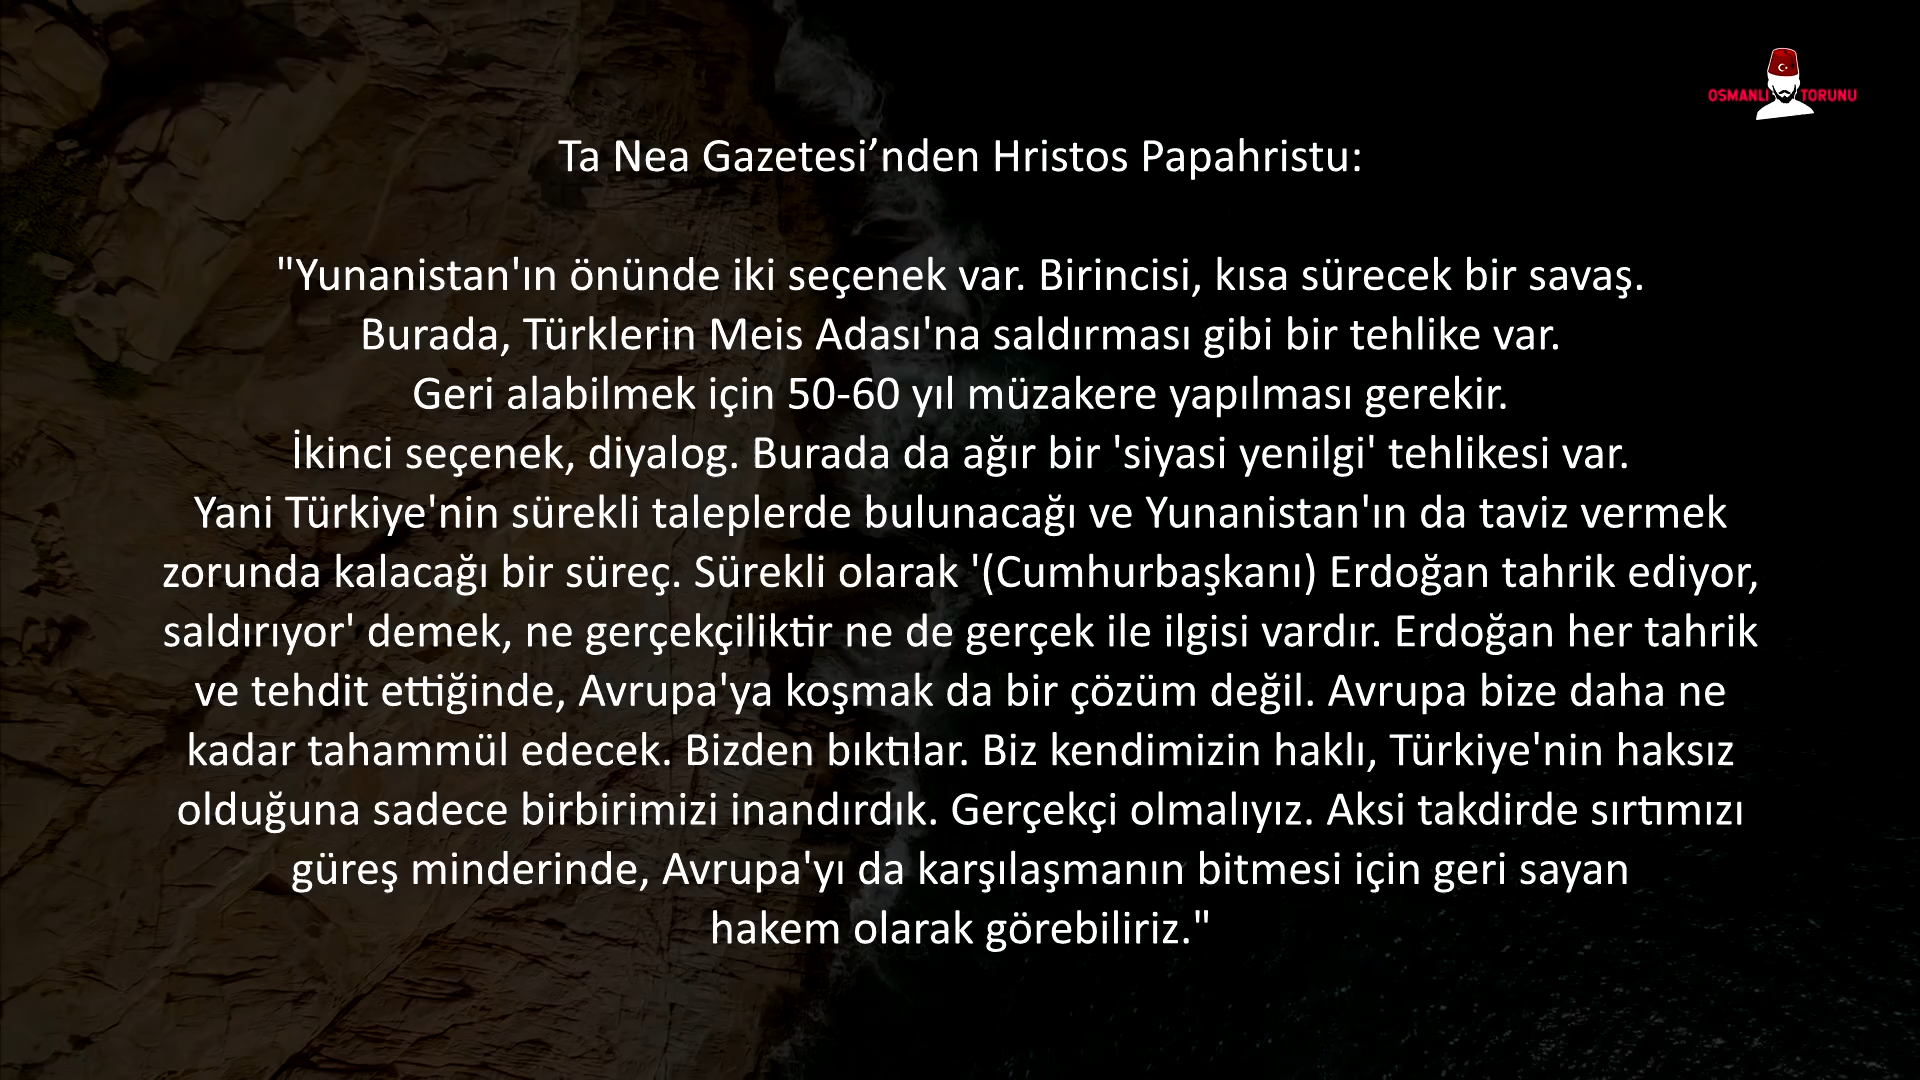 OSMANLI TORUNU
Ta Nea Gazetesi’nden Hristos Papahristu:
"Yunanistan'ın önünde iki seçenek var. Birincisi, kısa sürecek bir savaş.
Burada, Türklerin Meis Adası'na saldırması gibi bir tehlike var.
Geri alabilmek için 50-60 yıl müzakere yapılması gerekir.
İkinci seçenek, diyalog. Burada da ağır bir 'siyasi yenilgi' tehlikesi var.
Yani Türkiye'nin sürekli taleplerde bulunacağı ve Yunanistan'ın da taviz vermek
zorunda kalacağı bir süreç. Sürekli olarak '(Cumhurbaşkanı) Erdoğan tahrik ediyor,
saldırıyor' demek, ne gerçekçiliktir ne de gerçek ile ilgisi vardır. Erdoğan her tahrik
ve tehdit ettiğinde, Avrupa'ya koşmak da bir çözüm değil. Avrupa bize daha ne
kadar tahammül edecek. Bizden bıktılar. Biz kendimizin haklı, Türkiye'nin haksız
olduğuna sadece birbirimizi inandırdık. Gerçekçi olmalıyız. Aksi takdirde sırtımızı
güreş minderinde, Avrupa'yı da karşılaşmanın bitmesi için geri sayan
hakem olarak görebiliriz."